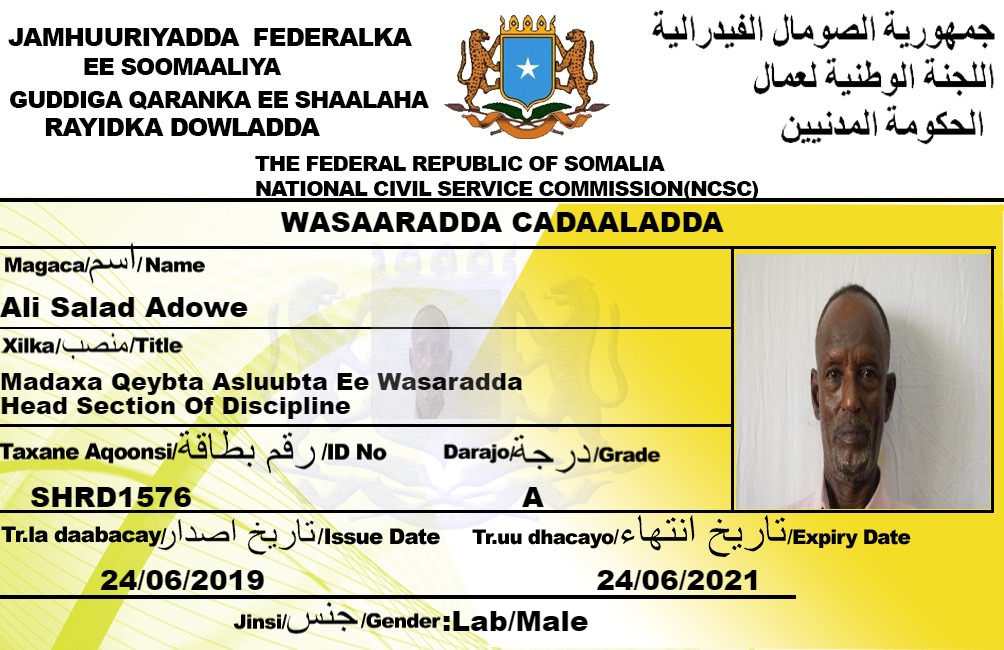 JAMHUURIYADDA FEDERALKA
EE SOOMAALIYA
GUDDIGA QARANKA EE SHAALAHA
RAYIDKA DOWLADDA
جمهورية الصومال الفيدرالية
اللجنة الوطنية لعمال
الحكومة المدنيين
THE FEDERAL REPUBLIC OF SOMALIA
NATIONAL CIVIL SERVICE COMMISSION(NCSC)
WASAARADDA CADAALADDA
Magaca/اسم/Name
Ali Salad Adowe
Xilka/منصب/Title
Madaxa Qeybta Asluubta Ee Wasaradda
Head Section Of Discipline
Taxane Aqoonsi/رقم بطاقة/ID No
Darajo/درجة/Grade
SHRD1576
A
Tr.la daabacay/تاريخ اصدار/Issue Date
Tr.uu dhacayo/تاريخ انتهاء/Expiry Date
24/06/2019
24/06/2021
Jinsi/جنس/Gender:Lab/Male